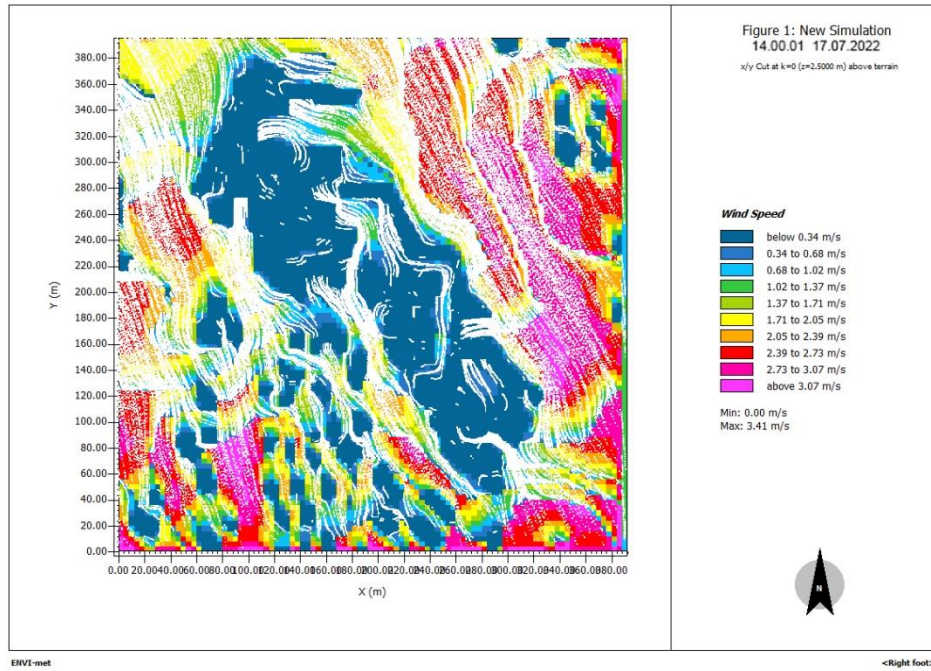 Figure 1: New Simulation
14.00.01 17.07.2022
x/y Cut at k=0 (z=2.5000 m) above terrain
380.00
360.00
340.00
320.00
300.00
280.00
260.00
240.00
220.00
200.00
180.00
160.00
140.00
120.00
100.00
80.00
60.00
40.00
20.00
0.00
Y (m)
X (m)
Wind Speed
below 0.34 m/s
0.34 to 0.68 m/s
0.68 to 1.02 m/s
1.02 to 1.37 m/s
1.37 to 1.71 m/s
1.71 to 2.05 m/s
2.05 to 2.39 m/s
2.39 to 2.73 m/s
2.73 to 3.07 m/s
above 3.07 m/s
Min: 0.00 m/s
Max: 3.41 m/s
N
ENVI-met
<Right foot>